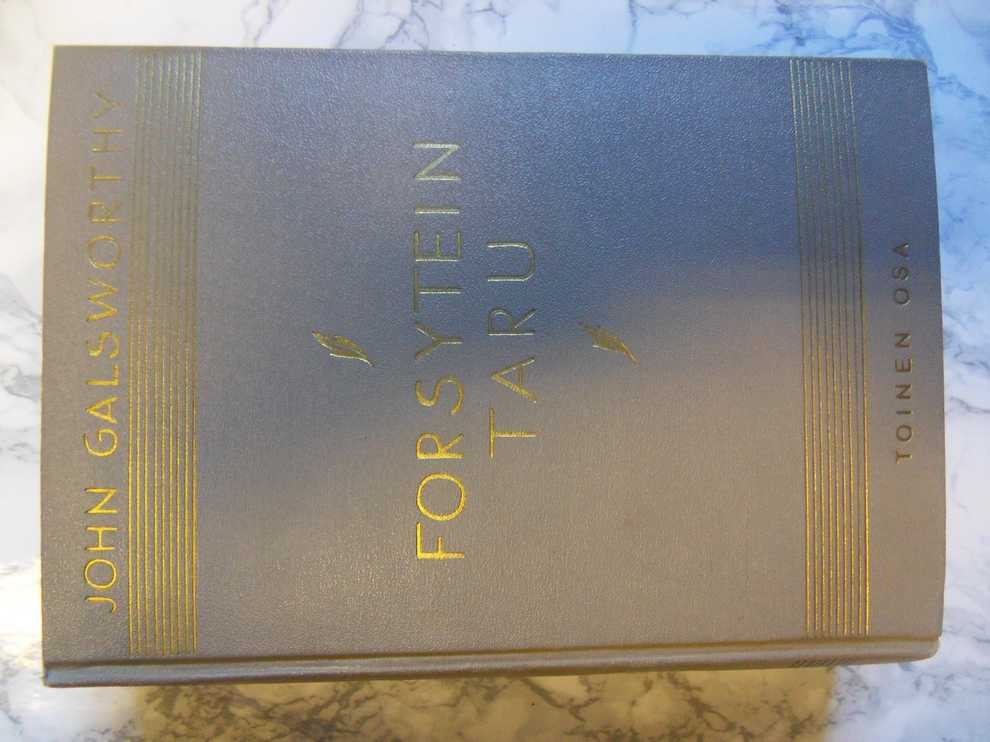 JOHN GALSWORTHY
FORSYTEIN
TARU
TOINEN OSA